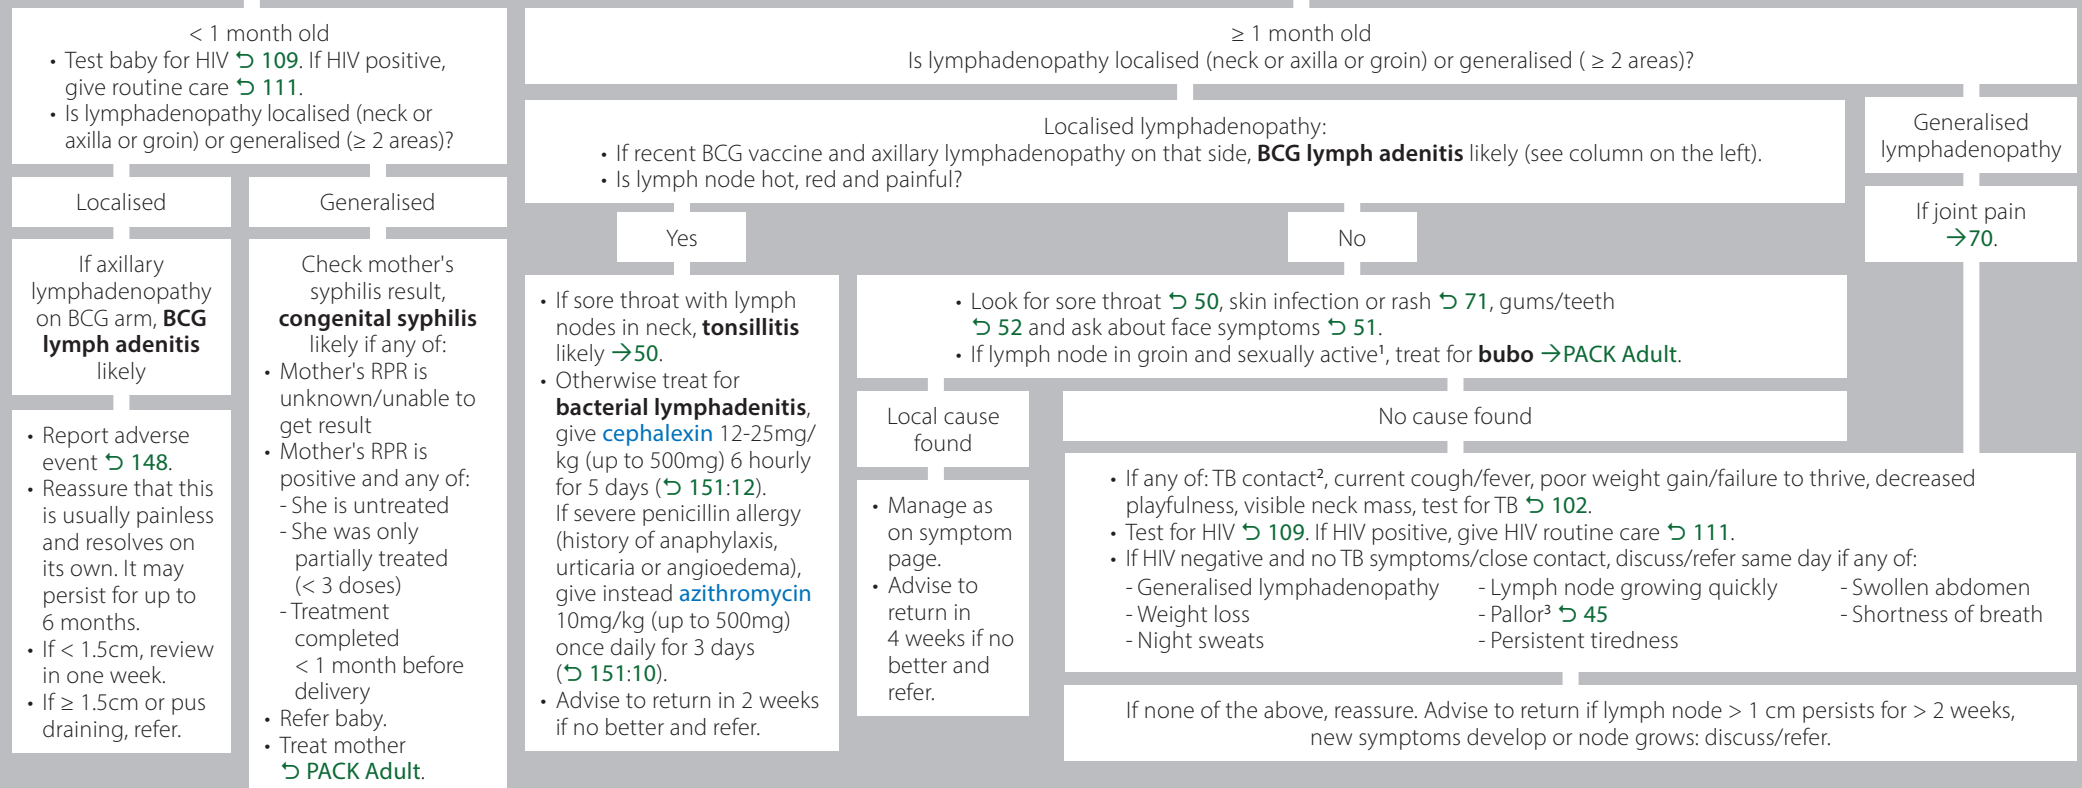 < 1 month old
• Test baby for HIV ⮌ 109. If HIV positive,
give routine care ⮌ 111.
• Is lymphadenopathy localised (neck or
axilla or groin) or generalised (≥ 2 areas)?
Localised
If axillary
lymphadenopathy
on BCG arm, BCG
lymph adenitis
likely
• Report adverse
event ⮌ 148.
• Reassure that this
is usually painless
and resolves on
its own. It may
persist for up to
6 months.
• If < 1.5cm, review
in one week.
• If ≥ 1.5cm or pus
draining, refer.
Generalised
Check mother's
syphilis result,
congenital syphilis
likely if any of:
• Mother's RPR is
unknown/unable to
get result
• Mother's RPR is
positive and any of:
- She is untreated
- She was only
partially treated
(< 3 doses)
- Treatment
completed
< 1 month before
delivery
• Refer baby.
• Treat mother
⮌ PACK Adult.
≥ 1 month old
Is lymphadenopathy localised (neck or axilla or groin) or generalised ( ≥ 2 areas)?
Localised lymphadenopathy:
• If recent BCG vaccine and axillary lymphadenopathy on that side, BCG lymph adenitis likely (see column on the left).
• Is lymph node hot, red and painful?
Yes
• If sore throat with lymph
nodes in neck, tonsillitis
likely →50.
• Otherwise treat for
bacterial lymphadenitis,
give cephalexin 12-25mg/
kg (up to 500mg) 6 hourly
for 5 days (⮌ 151:12).
If severe penicillin allergy
(history of anaphylaxis,
urticaria or angioedema),
give instead azithromycin
10mg/kg (up to 500mg)
once daily for 3 days
(⮌ 151:10).
• Advise to return in 2 weeks
if no better and refer.
No
• Look for sore throat ⮌ 50, skin infection or rash ⮌ 71, gums/teeth
⮌ 52 and ask about face symptoms ⮌ 51.
• If lymph node in groin and sexually active¹, treat for bubo →PACK Adult.
Local cause
found
• Manage as
on symptom
page.
• Advise to
return in
4 weeks if no
better and
refer.
No cause found
Generalised
lymphadenopathy
If joint pain
→70.
• If any of: TB contact², current cough/fever, poor weight gain/failure to thrive, decreased
playfulness, visible neck mass, test for TB ⮌ 102.
• Test for HIV ⮌ 109. If HIV positive, give HIV routine care ⮌ 111.
• If HIV negative and no TB symptoms/close contact, discuss/refer same day if any of:
- Generalised lymphadenopathy - Lymph node growing quickly - Swollen abdomen
- Weight loss - Pallor³ ⮌ 45 - Shortness of breath
- Night sweats - Persistent tiredness
If none of the above, reassure. Advise to return if lymph node > 1 cm persists for > 2 weeks,
new symptoms develop or node grows: discuss/refer.